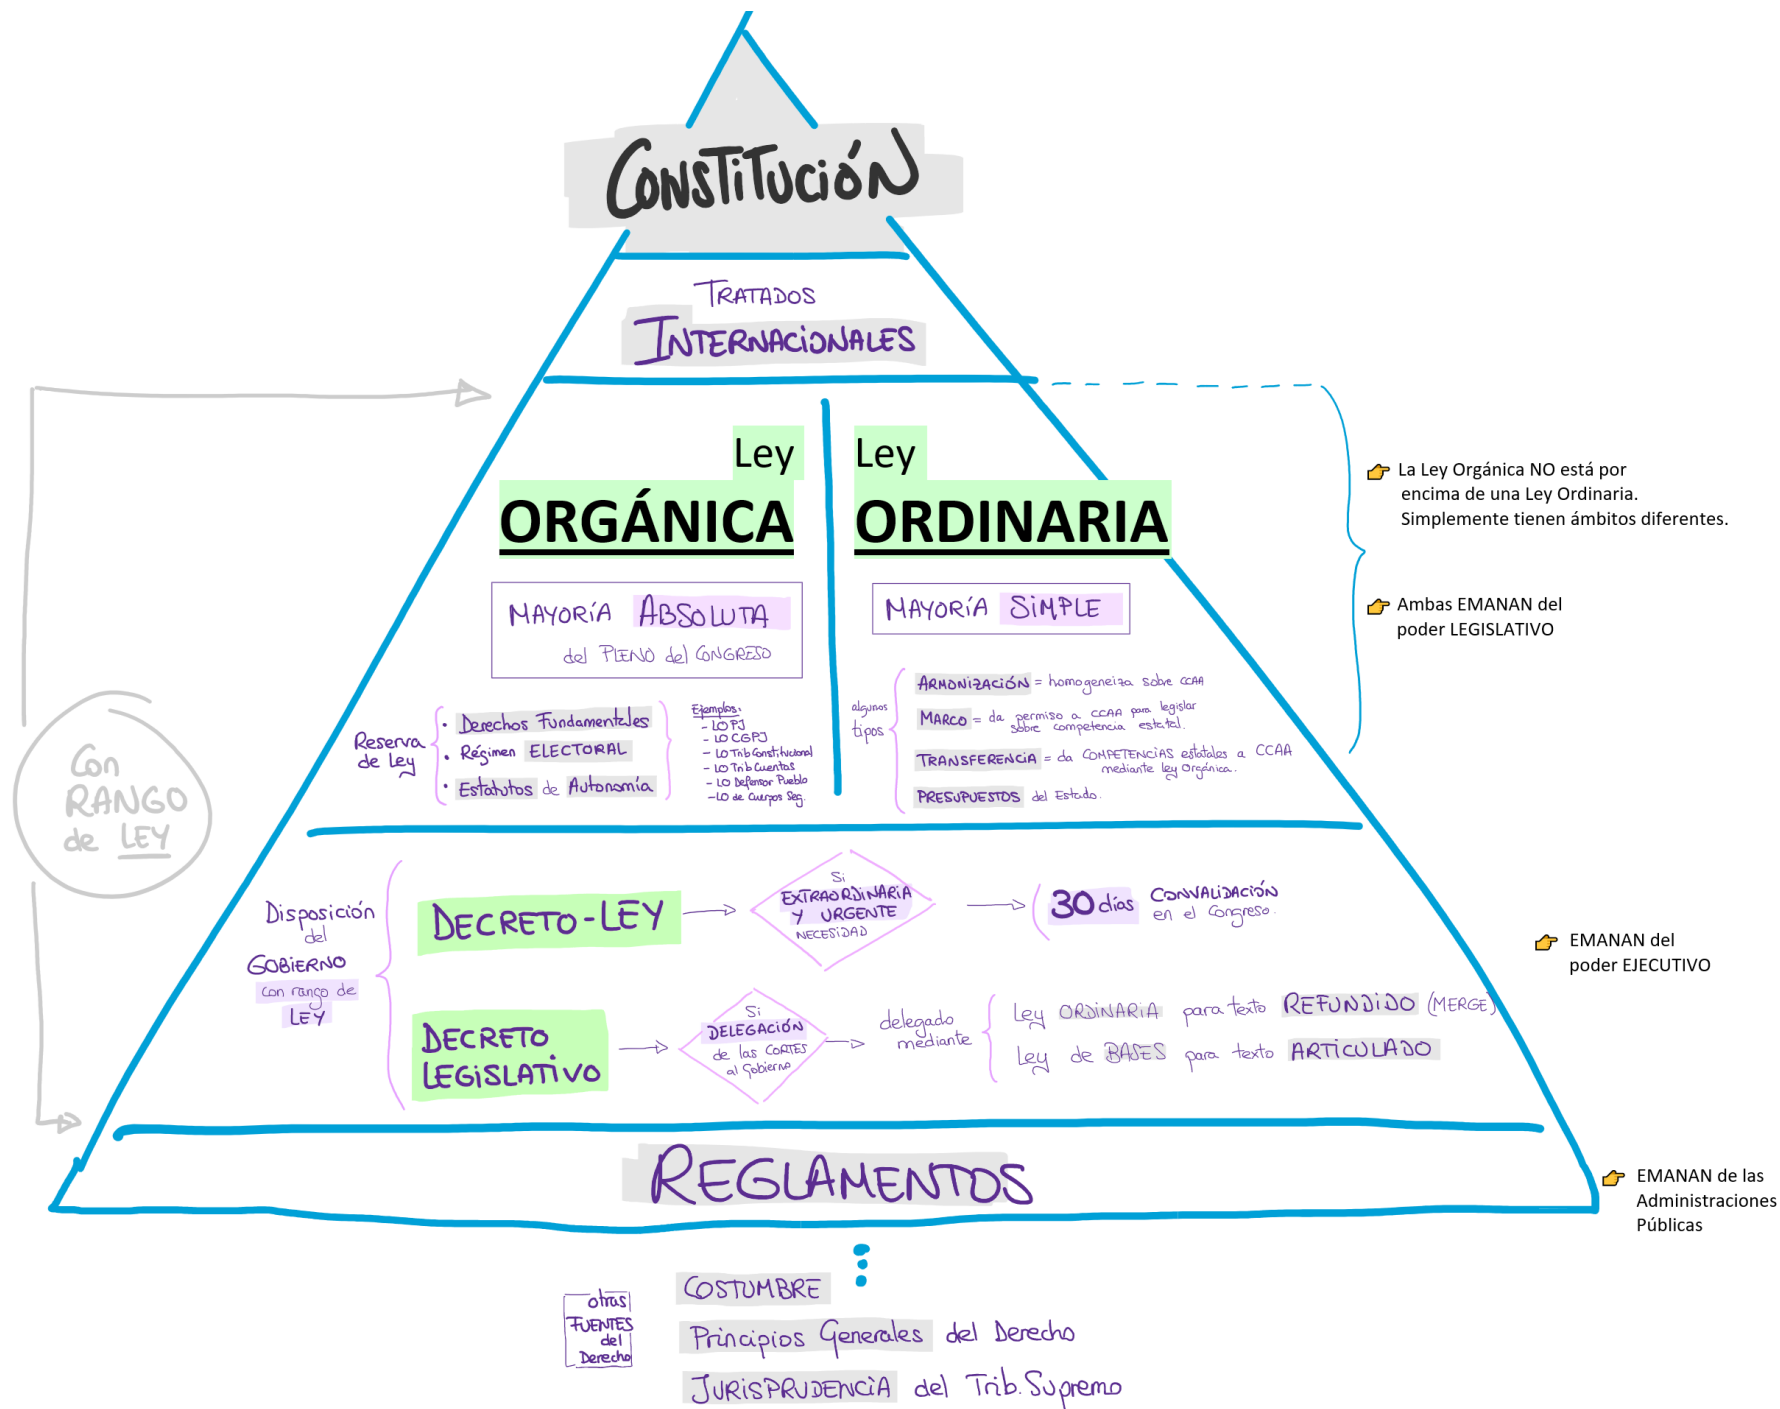 CONSTITUCIÓN
TRATADOS
INTERNACIONALES
Ley
ORGÁNICA
Ley
ORDINARIA
MAYORÍA ABSOLUTA
del PLENO del CONGRESO
MAYORÍA SIMPLE
Reserva
de Ley
• Derechos Fundamentales
• Régimen ELECTORAL
• Estatutos de Autonomía
Ejemplos:
- LO PJ
- LO CGPJ
- LO Trib Constitucional
- LO Trib Cuentas
- LO Defensor Pueblo
- LO de Cuerpos Seg.
algunos
tipos
ARMONIZACIÓN = homogeneiza sobre CCAA
MARCO = da permiso a CCAA para legislar
sobre competencia estatal.
TRANSFERENCIA = da COMPETENCIAS estatales a CCAA
mediante ley Orgánica.
PRESUPUESTOS del Estado.
👉 La Ley Orgánica NO está por
encima de una Ley Ordinaria.
Simplemente tienen ámbitos diferentes.
👉 Ambas EMANAN del
poder LEGISLATIVO
Con
RANGO
de LEY
Disposición
del
GOBIERNO
con rango de
LEY
DECRETO-LEY
Si
EXTRAORDINARIA
Y URGENTE
NECESIDAD
30 días CONVALIDACIÓN
en el Congreso.
DECRETO
LEGISLATIVO
Si
DELEGACIÓN
de las CORTES
al Gobierno
delegado
mediante
Ley ORDINARIA para texto REFUNDIDO (MERGE)
Ley de BASES para texto ARTICULADO
👉 EMANAN del
poder EJECUTIVO
REGLAMENTOS
👉 EMANAN de las
Administraciones
Públicas
otras
FUENTES
del
Derecho
COSTUMBRE
Principios Generales del Derecho
JURISPRUDENCIA del Trib. Supremo